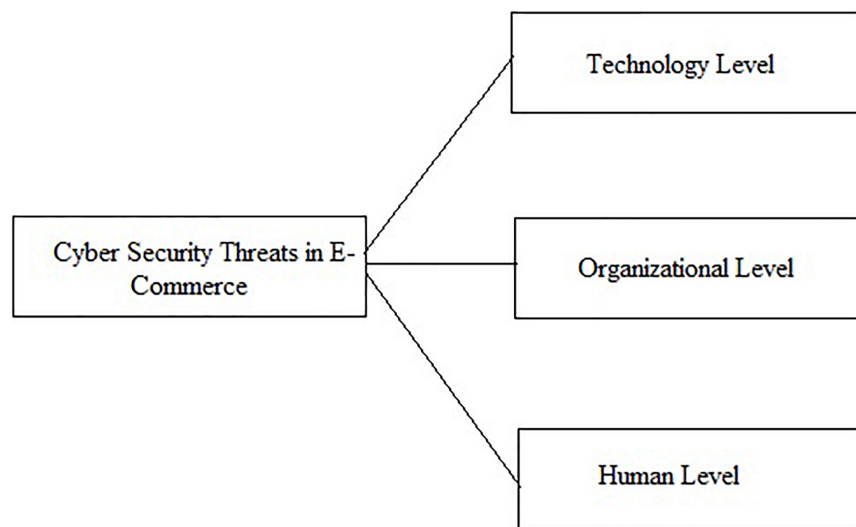 Technology Level
Cyber Security Threats in E-
Commerce
Organizational Level
Human Level